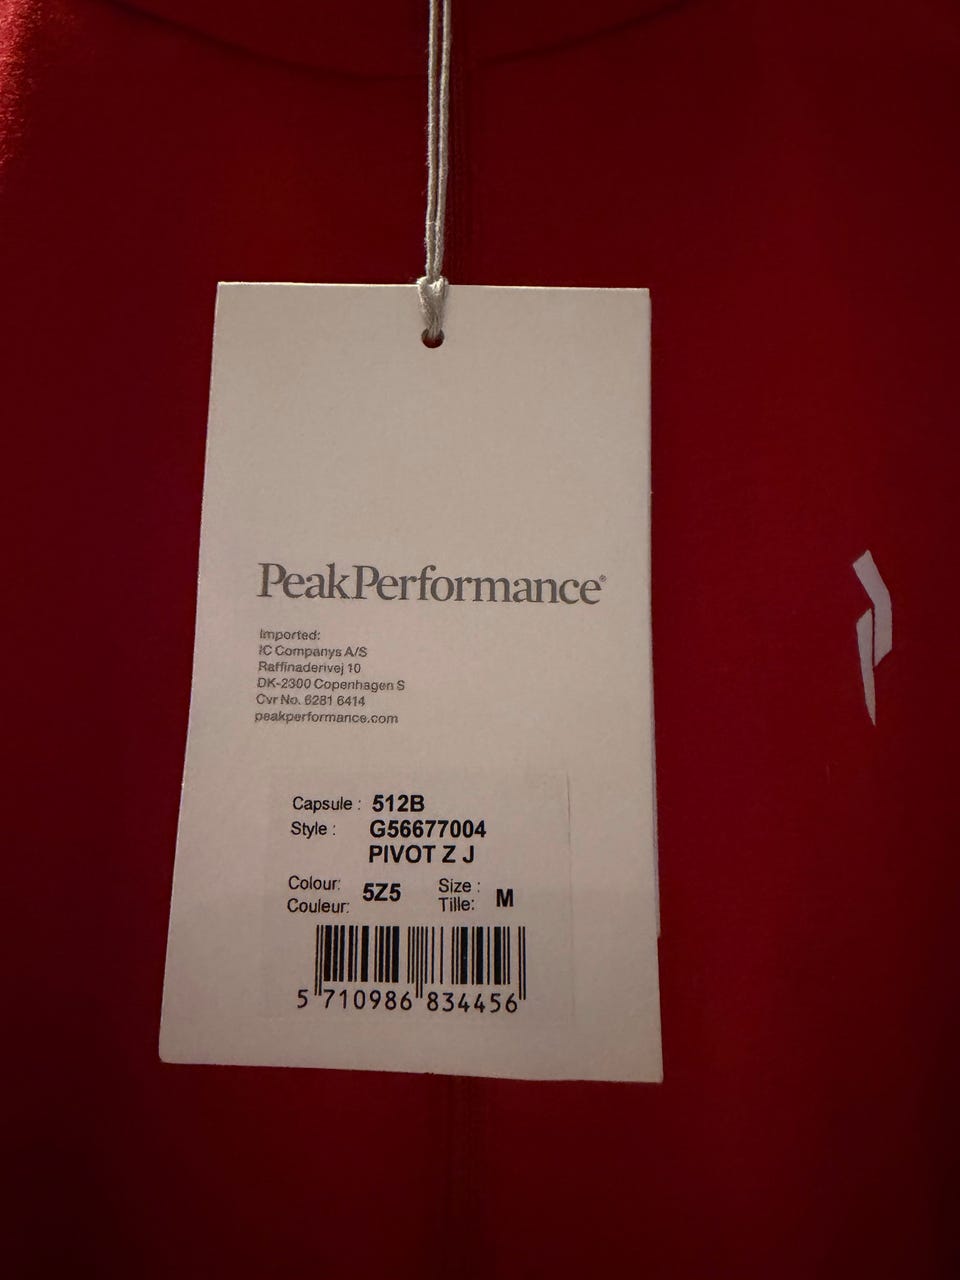 PeakPerformance®
Imported:
IC Companys A/S
Raffinaderivej 10
DK-2300 Copenhagen S
Cvr No. 6281 6414
peakperformance.com
Capsule : 512B
Style : G56677004
PIVOT Z J
Colour: Size :
Couleur: 5Z5 Tille: M
5 710986 834456